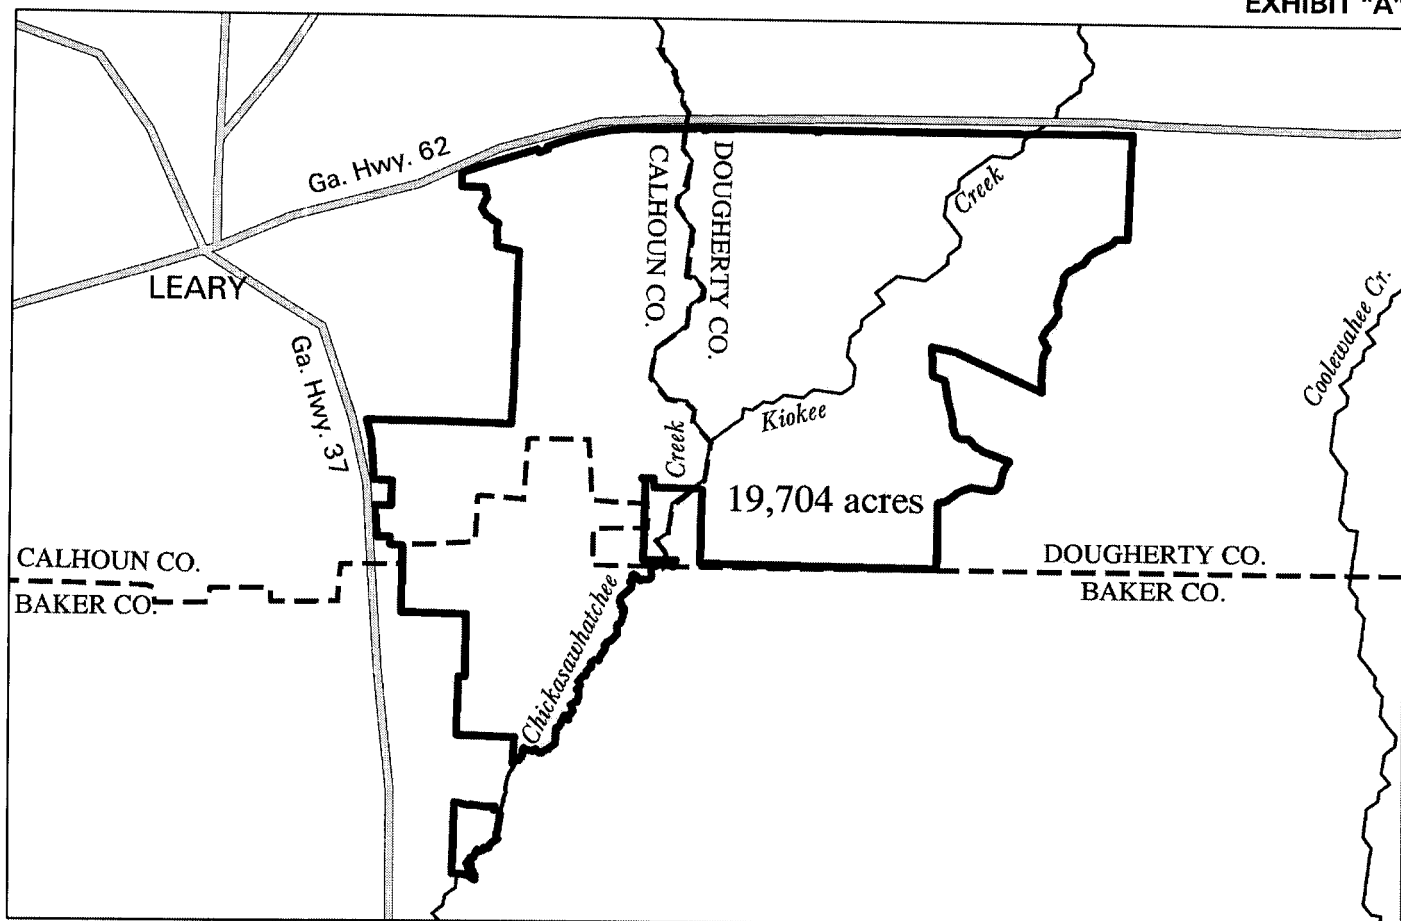 EXHIBIT "A"
Ga. Hwy. 62
CALHOUN CO.
DOUGHERTY CO.
Creek
LEARY
Coolewahee Cr.
Ga. Hwy. 37
Kiokee
Creek
19,704 acres
CALHOUN CO.
BAKER CO.
DOUGHERTY CO.
BAKER CO.
Chickasawhatchee